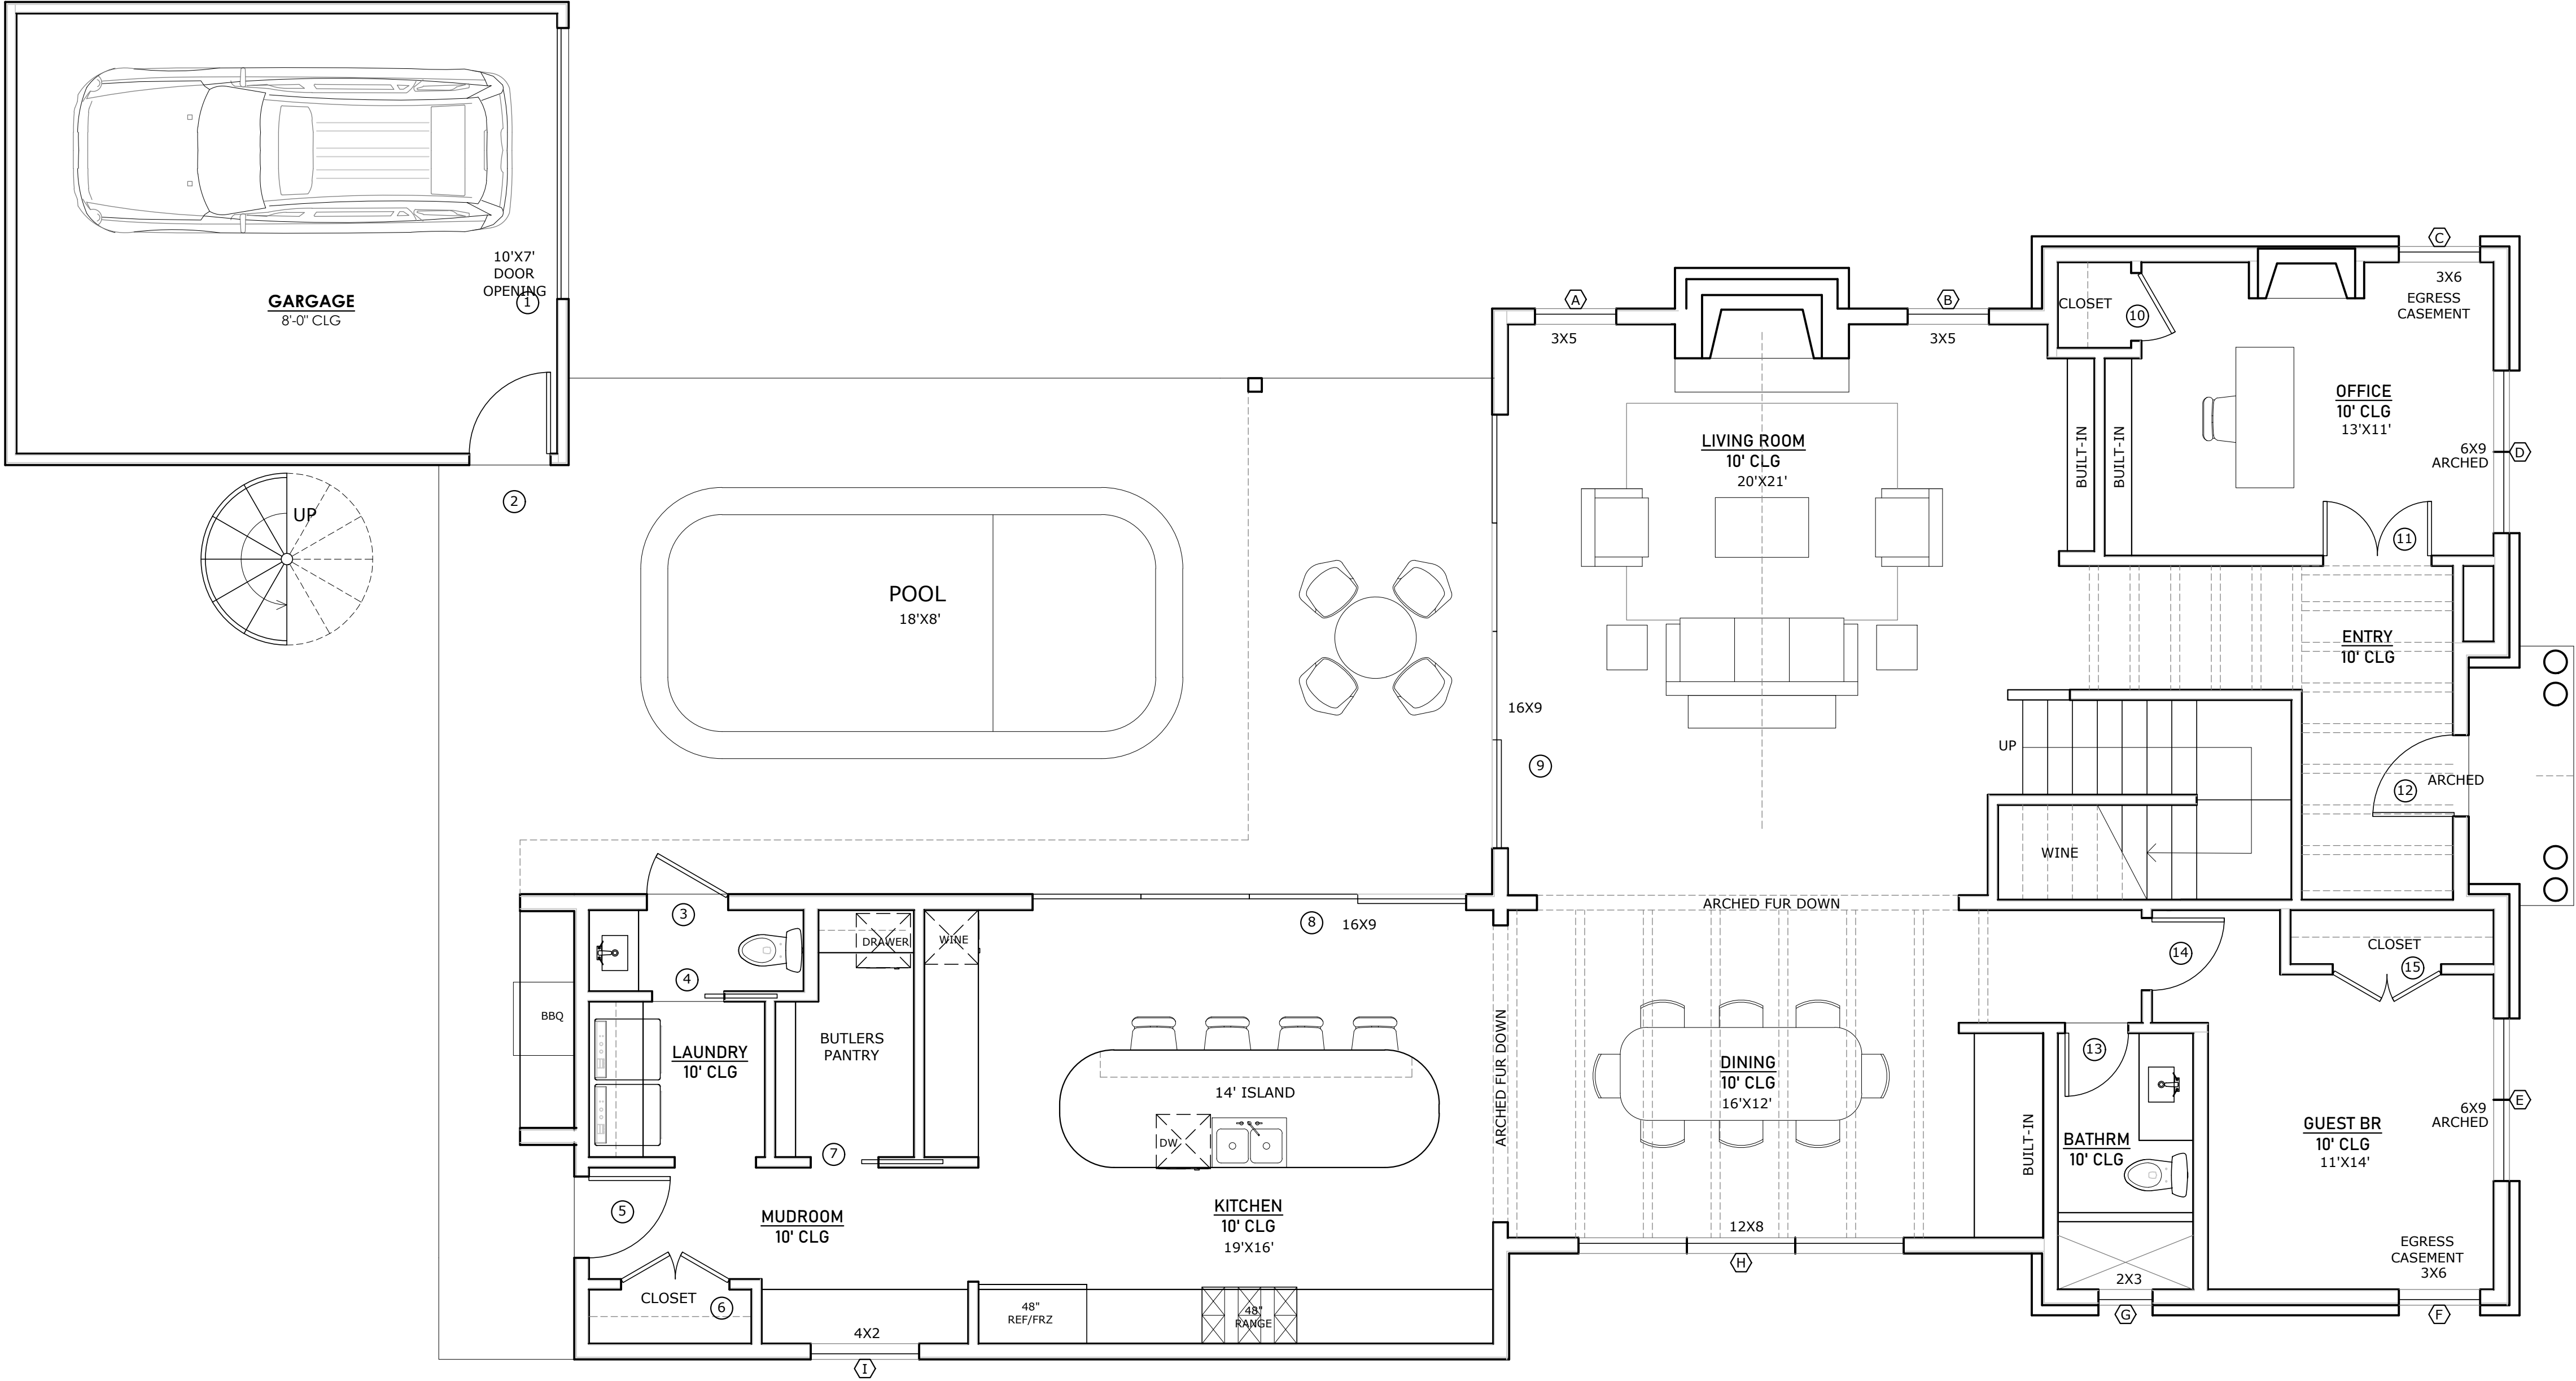 10'X7'
DOOR
OPENING
1
GARGAGE
8'-0" CLG
2
UP
POOL
18'X8'
A
3X5
B
3X5
C
3X6
EGRESS
CASEMENT
CLOSET
10
LIVING ROOM
10' CLG
20'X21'
BUILT-IN
BUILT-IN
OFFICE
10' CLG
13'X11'
6X9
ARCHED
D
11
ENTRY
10' CLG
16X9
9
UP
WINE
12
ARCHED
3
4
DRAWER
WINE
8
16X9
ARCHED FUR DOWN
ARCHED FUR DOWN
14
CLOSET
15
BBQ
LAUNDRY
10' CLG
BUTLERS
PANTRY
14' ISLAND
DW
DINING
10' CLG
16'X12'
BUILT-IN
13
BATHRM
10' CLG
GUEST BR
10' CLG
11'X14'
6X9
ARCHED
E
7
5
MUDROOM
10' CLG
KITCHEN
10' CLG
19'X16'
12X8
H
EGRESS
CASEMENT
3X6
F
2X3
G
CLOSET
6
4X2
I
48"
REF/FRZ
48"
RANGE